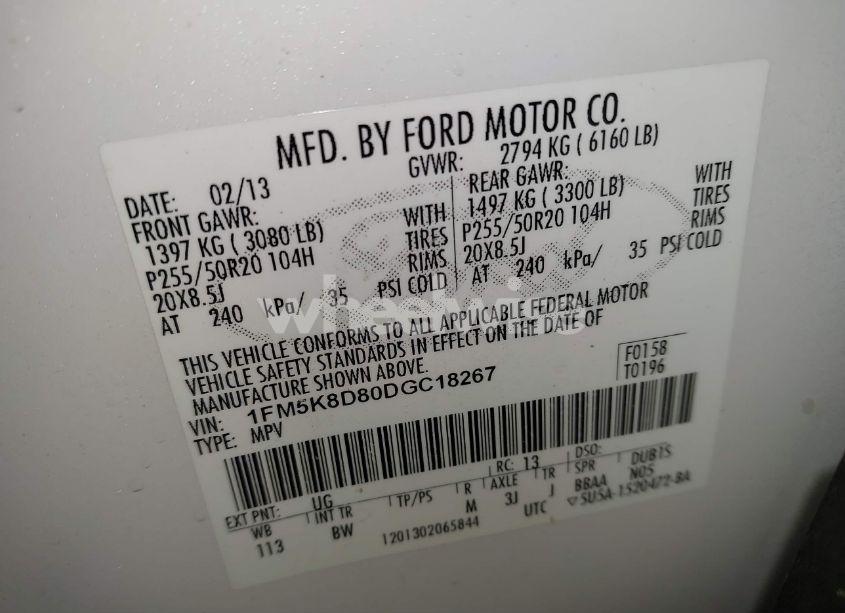 MFD. BY FORD MOTOR CO.
DATE: 02/13 GVWR: 2794 KG ( 6160 LB)
FRONT GAWR: REAR GAWR:
1397 KG ( 3080 LB) WITH 1497 KG ( 3300 LB) WITH
P255/50R20 104H TIRES P255/50R20 104H TIRES
20X8.5J RIMS 20X8.5J RIMS
AT 240 kPa/ 35 PSI COLD AT 240 kPa/ 35 PSI COLD
THIS VEHICLE CONFORMS TO ALL APPLICABLE FEDERAL MOTOR
VEHICLE SAFETY STANDARDS IN EFFECT ON THE DATE OF
MANUFACTURE SHOWN ABOVE.
F0158
T0196
VIN: 1FM5K8D80DGC18267
TYPE: MPV
RC: 13 DSO:
EXT PNT: UG
WB INT TR TP/PS R AXLE TR SPR DUB1S
113 BW M 3J J BBAA N05
1201302065844 UTC SU5A-1520472-BA